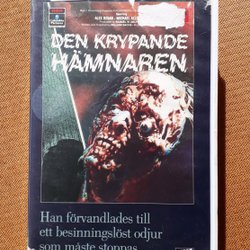 DEN KRYPANDE
HÄMNAREN
Han förvandlades till
ett besinningslöst odjur
som måste stoppas